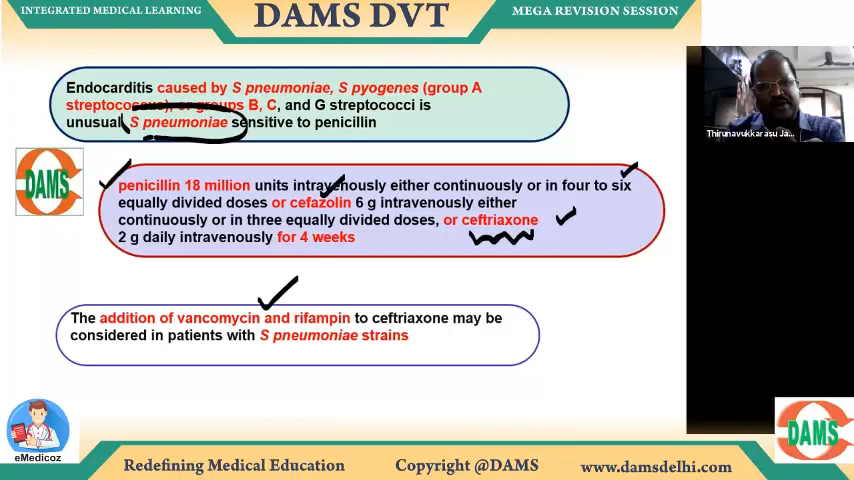 INTEGRATED MEDICAL LEARNING
DAMS DVT
MEGA REVISION SESSION
Endocarditis caused by S pneumoniae, S pyogenes (group A
streptococcus), or groups B, C, and G streptococci is
unusual, S pneumoniae sensitive to penicillin
Thirunavukkarasu Ja...
DAMS
penicillin 18 million units intravenously either continuously or in four to six
equally divided doses or cefazolin 6 g intravenously either
continuously or in three equally divided doses, or ceftriaxone
2 g daily intravenously for 4 weeks
The addition of vancomycin and rifampin to ceftriaxone may be
considered in patients with S pneumoniae strains
DAMS
eMedicoz
Redefining Medical Education
Copyright @DAMS
www.damsdelhi.com